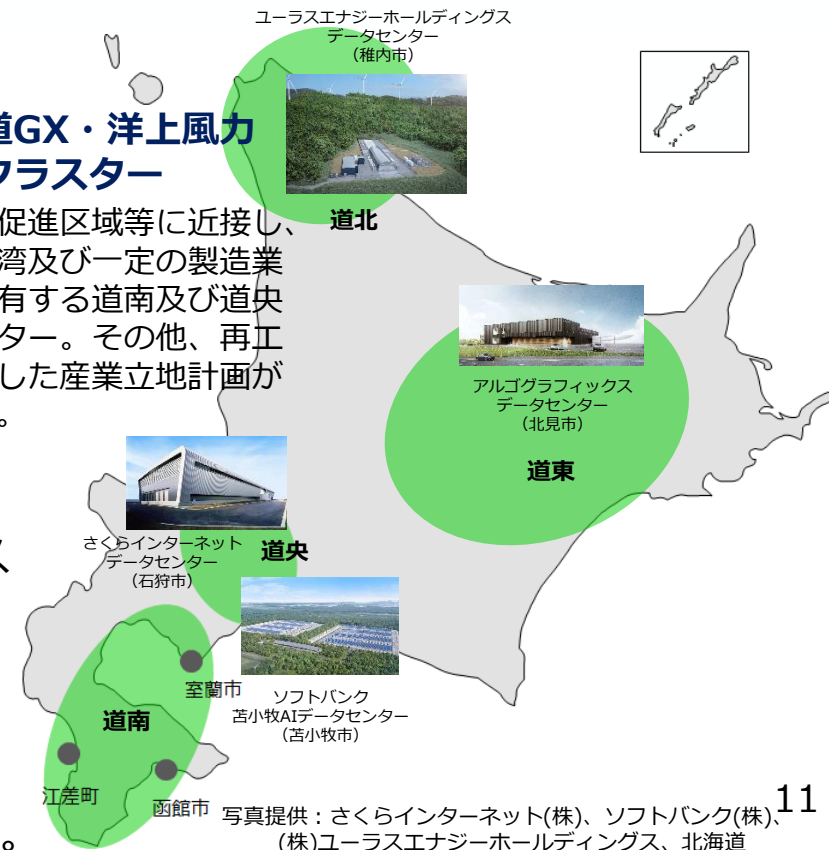 ユーラスエナジーホールディングス
データセンター
（稚内市）
道GX・洋上風力
クラスター
促進区域等に近接し、
湾及び一定の製造業
有する道南及び道央
ター。その他、再エ
した産業立地計画が
。
道北
アルゴグラフィックス
データセンター
（北見市）
道東
さくらインターネット
データセンター
（石狩市）
道央
ソフトバンク
苫小牧AIデータセンター
（苫小牧市）
室蘭市
道南
江差町
函館市
写真提供：さくらインターネット(株)、ソフトバンク(株)、
(株)ユーラスエナジーホールディングス、北海道
11
。